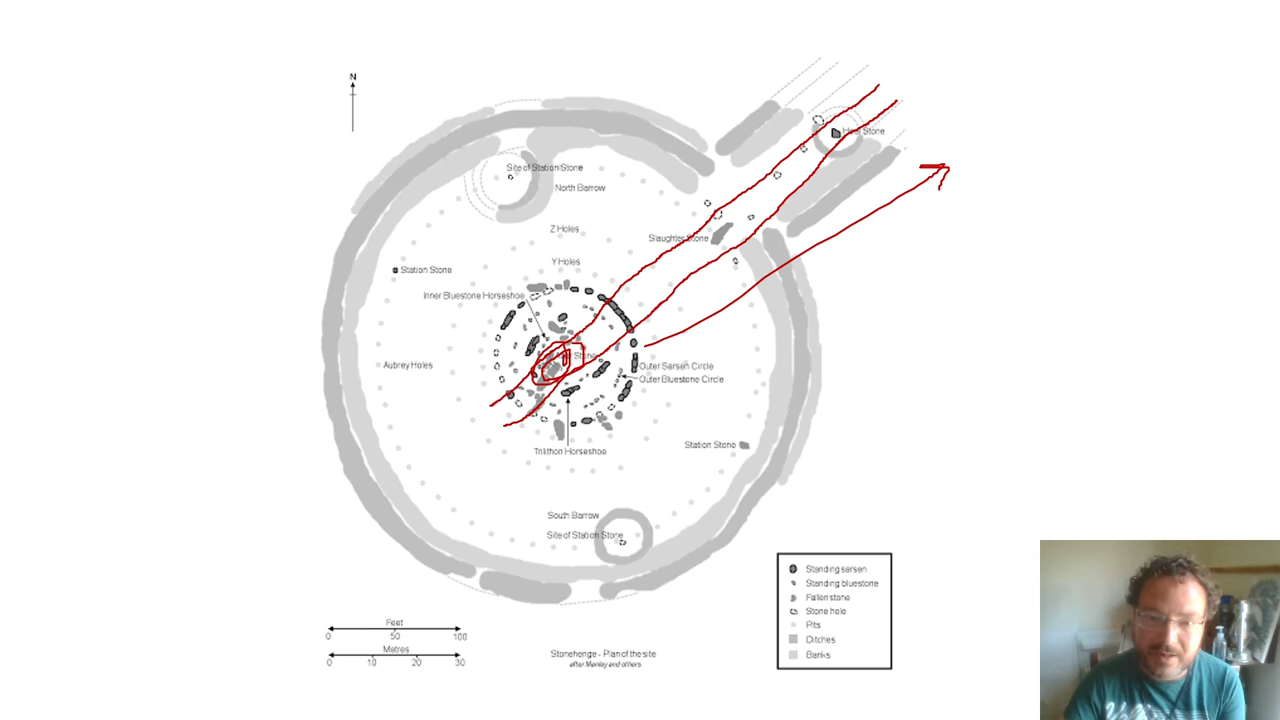 N
Heel Stone
Site of Station Stone
North Barrow
Z Holes
Slaughter Stone
Y Holes
Station Stone
Inner Bluestone Horseshoe
Stone
Aubrey Holes
Outer Sarsen Circle
Outer Bluestone Circle
Station Stone
Trilithon Horseshoe
South Barrow
Site of Station Stone
Standing sarsen
Standing bluestone
Fallen stone
Stone hole
Pits
Ditches
Banks
Feet
0 50 100
Metres
0 10 20 30
Stonehenge - Plan of the site
after Manley and others